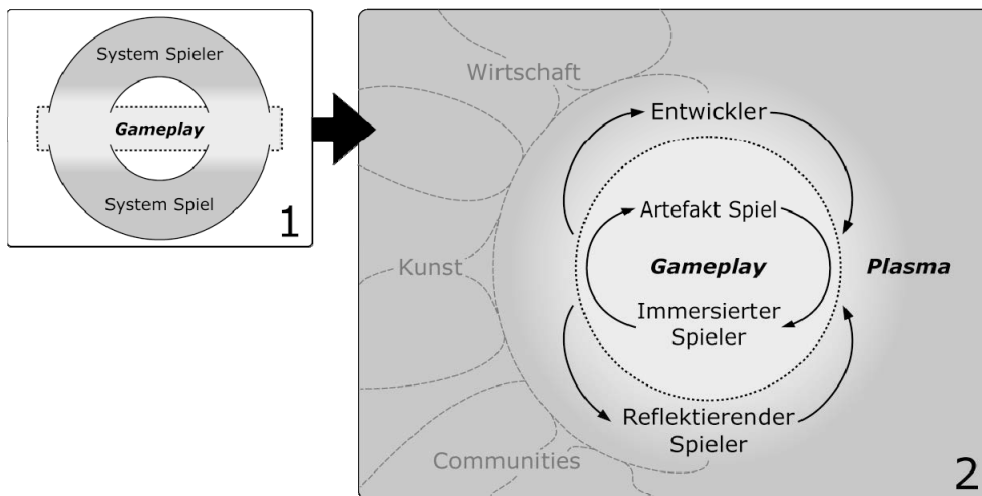 System Spieler
Gameplay
System Spiel
1
Wirtschaft
Entwickler
Artefakt Spiel
Kunst
Gameplay
Plasma
Immersierter
Spieler
Reflektierender
Spieler
Communities
2